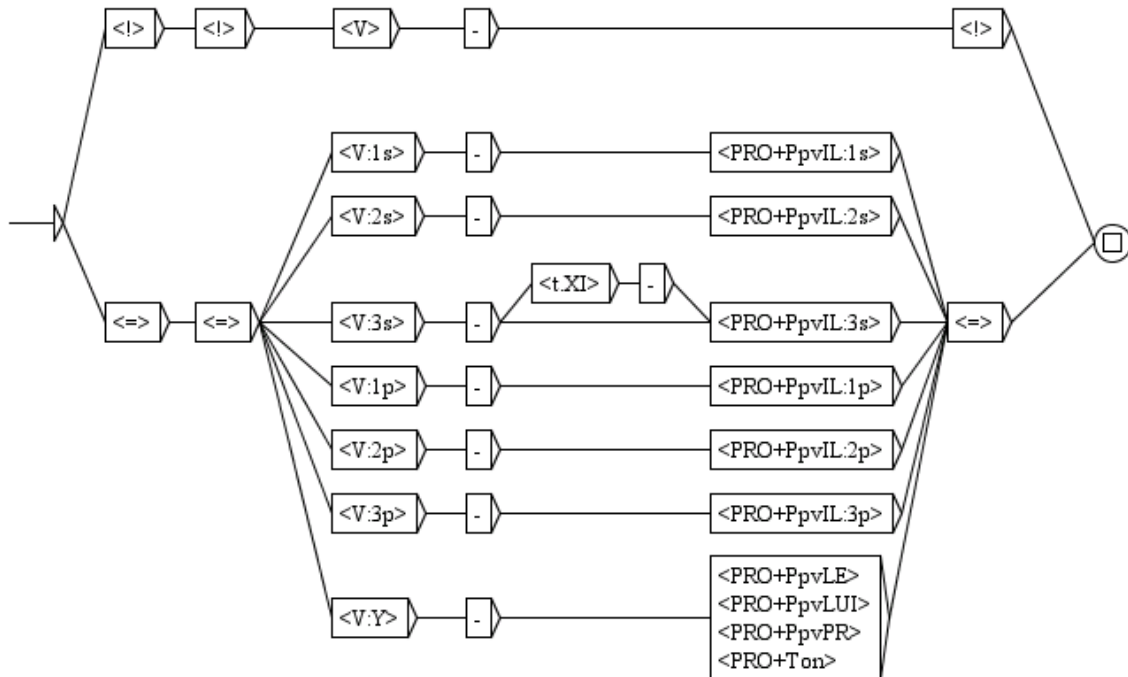 <!> <!> <V> - <!>
<V:1s> - <PRO+PpvIL:1s>
<V:2s> - <PRO+PpvIL:2s>
<t.XI> -
<=> <=> <V:3s> - <PRO+PpvIL:3s> <=>
<V:1p> - <PRO+PpvIL:1p>
<V:2p> - <PRO+PpvIL:2p>
<V:3p> - <PRO+PpvIL:3p>
<PRO+PpvLE>
<V:Y> - <PRO+PpvLUI>
<PRO+PpvPR>
<PRO+Ton>